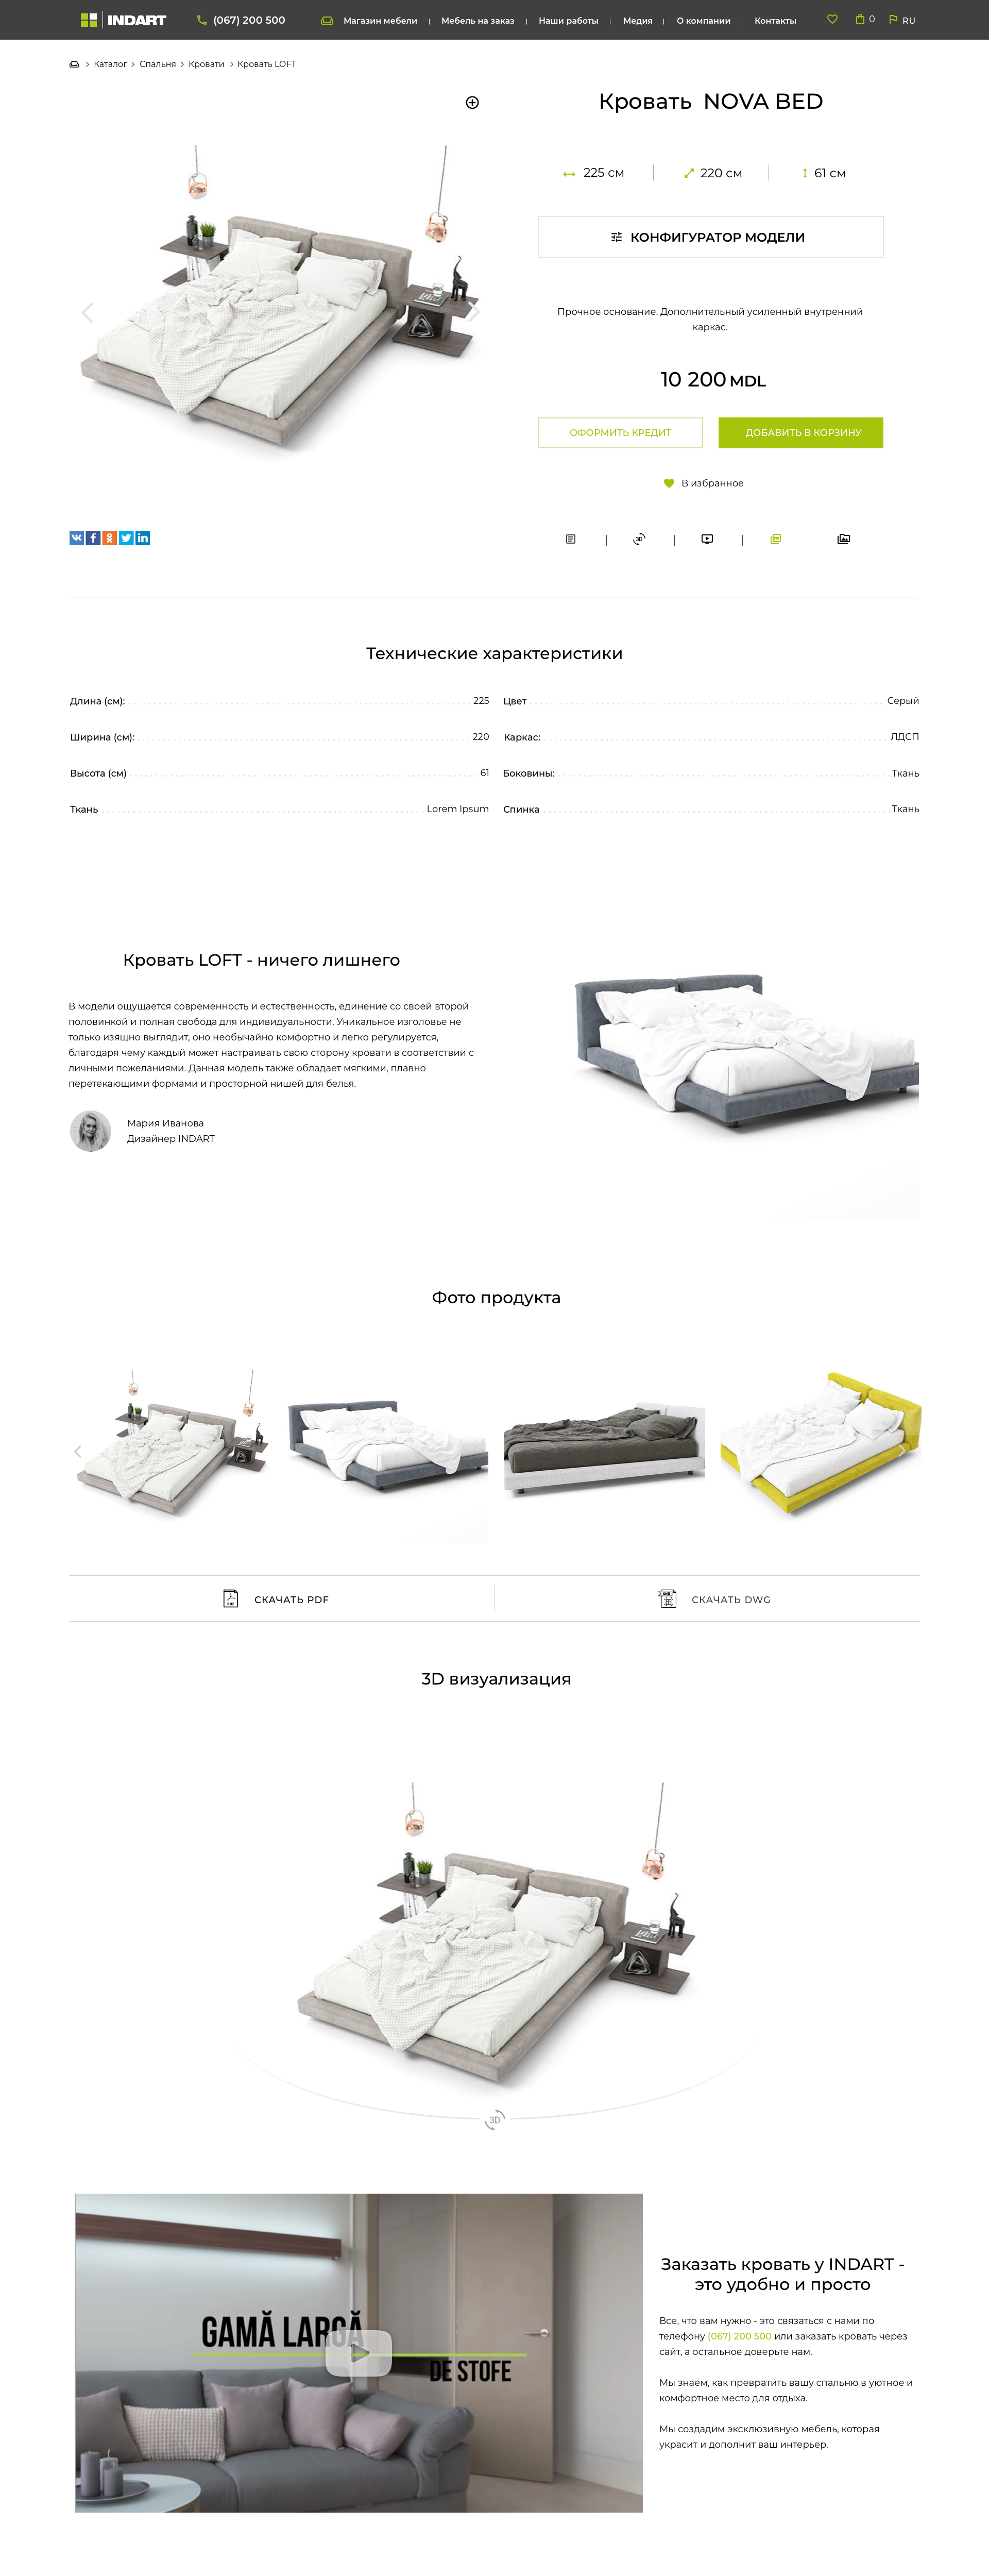 INDART
(067) 200 500
Магазин мебели
Мебель на заказ
Наши работы
Медия
О компании
Контакты
0
RU
Каталог
Спальня
Кровати
Кровать LOFT
Кровать NOVA BED
225 см
220 см
61 см
КОНФИГУРАТОР МОДЕЛИ
Прочное основание. Дополнительный усиленный внутренний
каркас.
10 200 MDL
ОФОРМИТЬ КРЕДИТ
ДОБАВИТЬ В КОРЗИНУ
В избранное
3D
Технические характеристики
Длина (см): 225
Цвет Серый
Ширина (см): 220
Каркас: ЛДСП
Высота (см) 61
Боковины: Ткань
Ткань Lorem Ipsum
Спинка Ткань
Кровать LOFT - ничего лишнего
В модели ощущается современность и естественность, единение со своей второй
половинкой и полная свобода для индивидуальности. Уникальное изголовье не
только изящно выглядит, оно необычайно комфортно и легко регулируется,
благодаря чему каждый может настраивать свою сторону кровати в соответствии с
личными пожеланиями. Данная модель также обладает мягкими, плавно
перетекающими формами и просторной нишей для белья.
Мария Иванова
Дизайнер INDART
Фото продукта
PDF
СКАЧАТЬ PDF
СКАЧАТЬ DWG
3D визуализация
3D
GAMĂ LARGĂ
DE STOFE
Заказать кровать у INDART -
это удобно и просто
Все, что вам нужно - это связаться с нами по
телефону (067) 200 500 или заказать кровать через
сайт, а остальное доверьте нам.
Мы знаем, как превратить вашу спальню в уютное и
комфортное место для отдыха.
Мы создадим эксклюзивную мебель, которая
украсит и дополнит ваш интерьер.